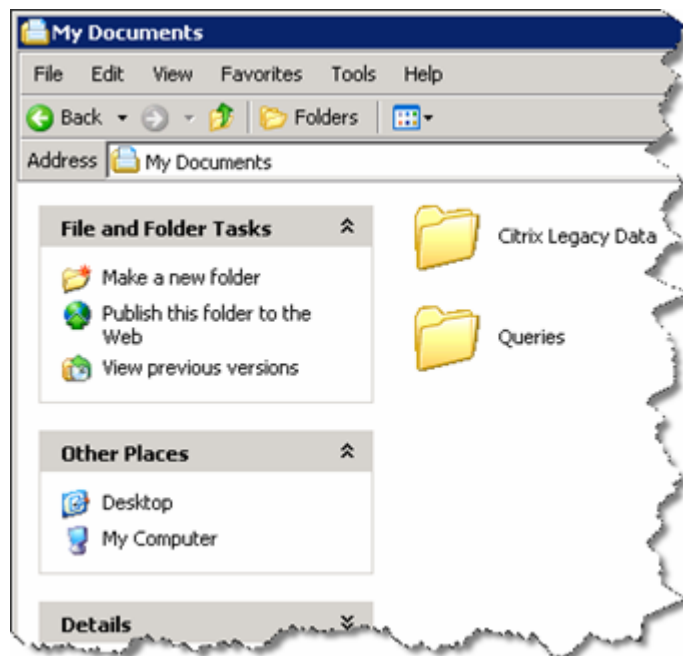 My Documents
File Edit View Favorites Tools Help
Back Folders
Address My Documents
File and Folder Tasks
Make a new folder
Publish this folder to the
Web
View previous versions
Other Places
Desktop
My Computer
Details
Citrix Legacy Data
Queries